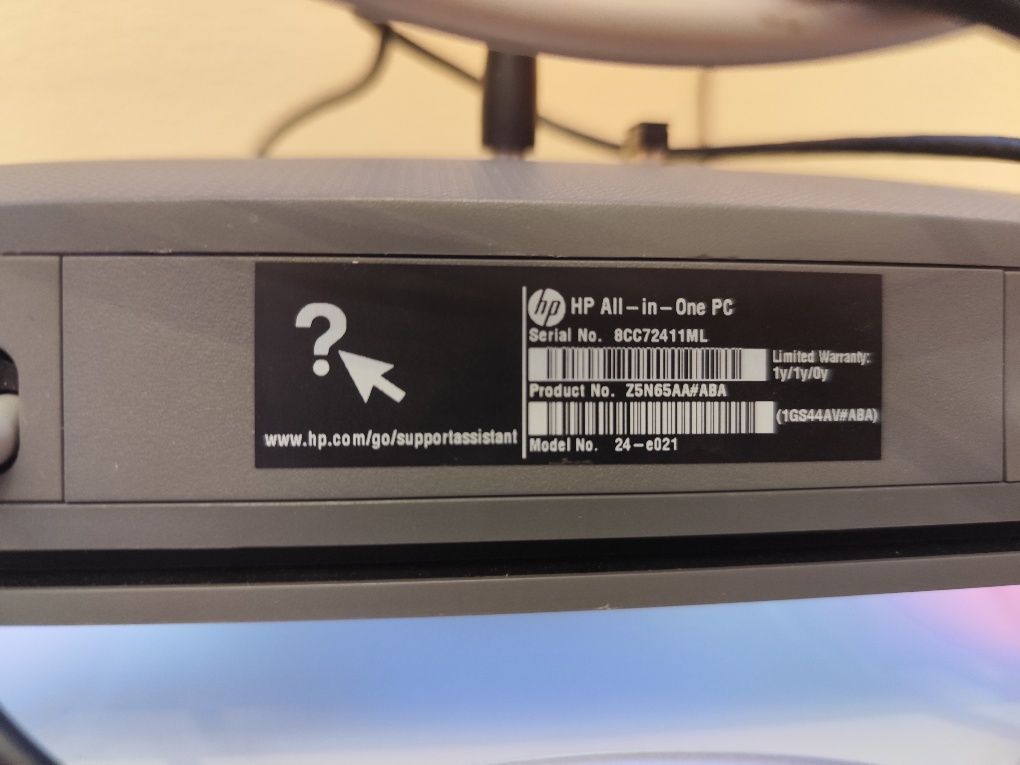 ?
www.hp.com/go/supportassistant
hp HP All-in-One PC
Serial No. 8CC72411ML
Limited Warranty:
1y/1y/0y
Product No. Z5N65AA#ABA
(1GS44AV#ABA)
Model No. 24-e021